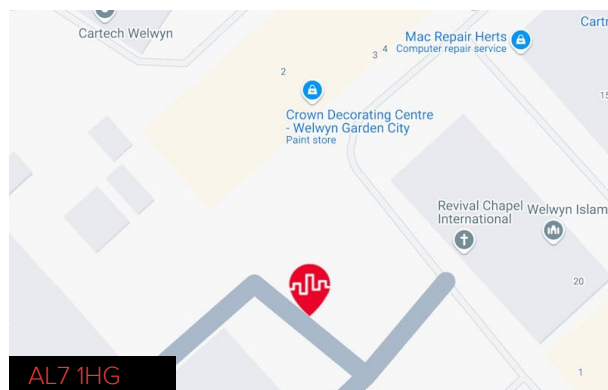 Cartech Welwyn
Cartr
Mac Repair Herts
Computer repair service
4
3
2
15
Crown Decorating Centre
- Welwyn Garden City
Paint store
Revival Chapel
International
Welwyn Islam
20
1
AL7 1HG